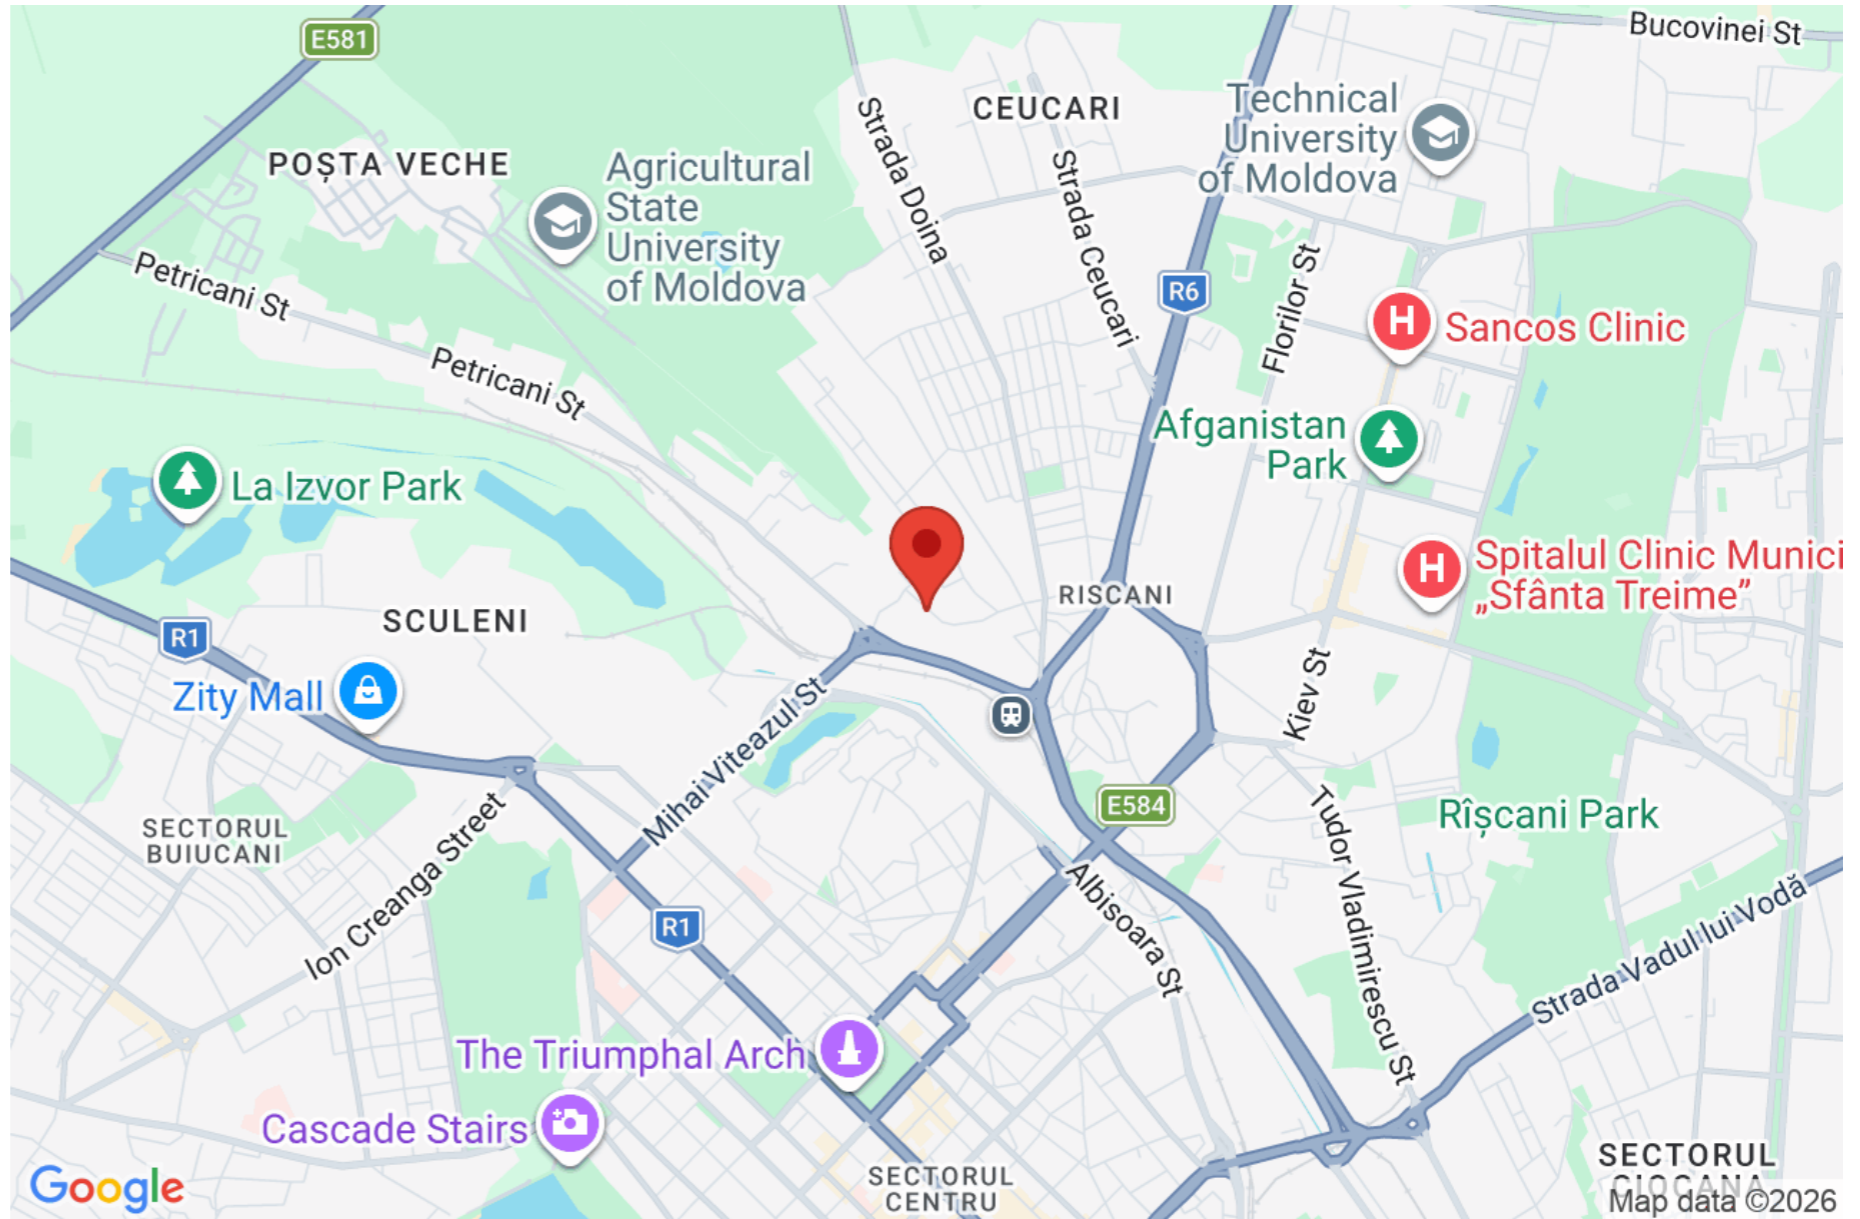 E581
Bucovinei St
CEUCARI
Technical
University
of Moldova
POȘTA VECHE
Agricultural
State
University
of Moldova
Strada Doina
Strada Ceucari
Petricani St
R6
Florilor St
Sancos Clinic
Petricani St
Afganistan
Park
La Izvor Park
Spitalul Clinic Munici
„Sfânta Treime”
RISCANI
SCULENI
R1
Zity Mall
Kiev St
Mihai Viteazul St
E584
Rîșcani Park
SECTORUL
BUIUCANI
Ion Creanga Street
Tudor Vladimirescu St
Albisoara St
R1
Strada Vadul lui Vodă
The Triumphal Arch
Cascade Stairs
SECTORUL
CENTRU
SECTORUL
CIOCANA
Google
Map data ©2026